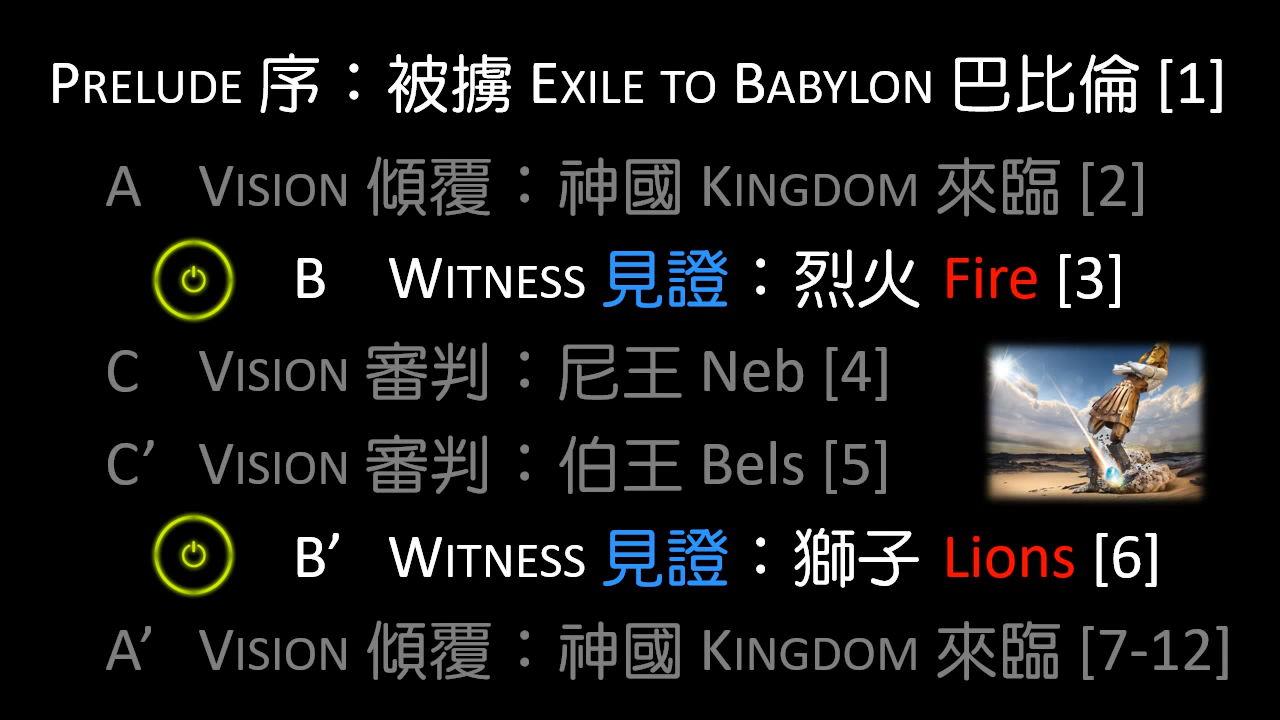 PRELUDE 序：被擄 EXILE TO BABYLON 巴比倫 [1]
A VISION 傾覆：神國 KINGDOM 來臨 [2]
B WITNESS 見證：烈火 Fire [3]
C VISION 審判：尼王 Neb [4]
C’ VISION 審判：伯王 Bels [5]
B’ WITNESS 見證：獅子 Lions [6]
A’ VISION 傾覆：神國 KINGDOM 來臨 [7-12]